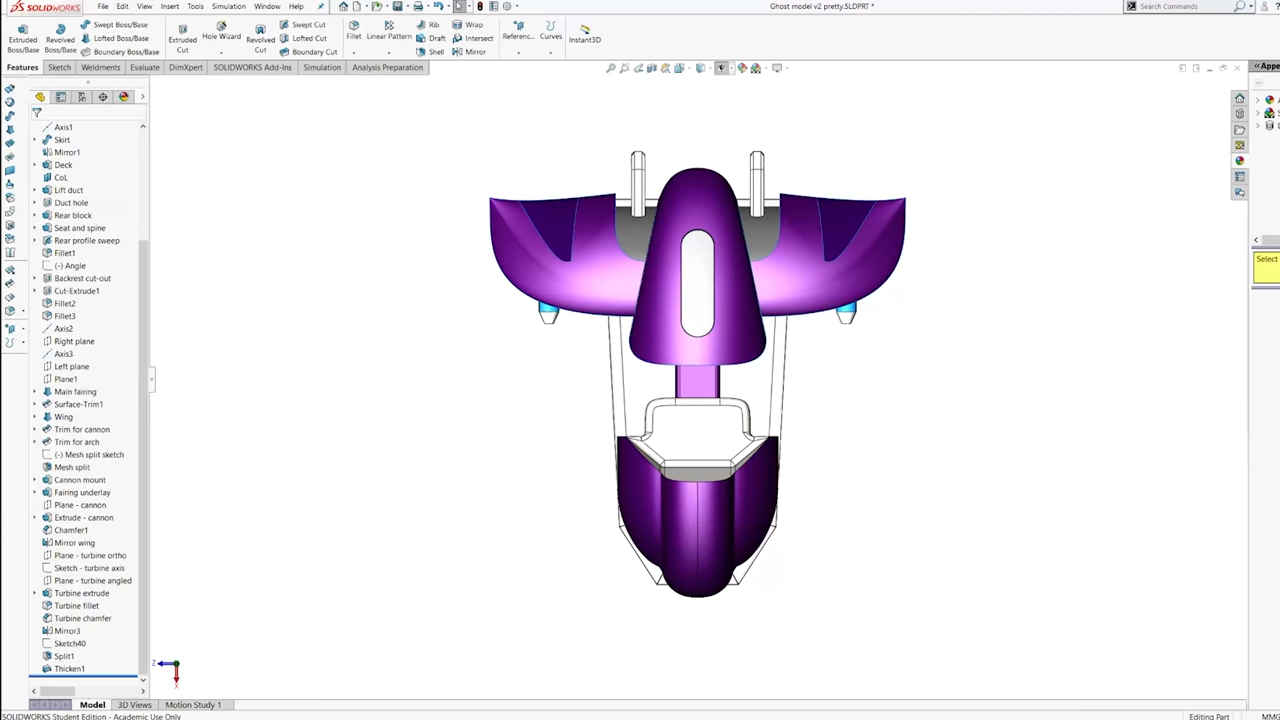 SOLIDWORKS File Edit View Insert Tools Simulation Window Help Ghost model v2 pretty.SLDPRT * Search Commands
Extruded Boss/Base
Revolved Boss/Base
Swept Boss/Base
Lofted Boss/Base
Boundary Boss/Base
Extruded Cut
Hole Wizard
Revolved Cut
Swept Cut
Lofted Cut
Boundary Cut
Fillet
Linear Pattern
Rib
Draft
Shell
Wrap
Intersect
Mirror
Referenc...
Curves
Instant3D
Features Sketch Weldments Evaluate DimXpert SOLIDWORKS Add-Ins Simulation Analysis Preparation
Appe
Axis1
Skirt
Mirror1
Deck
CoL
Lift duct
Duct hole
Rear block
Seat and spine
Rear profile sweep
Fillet1
(-) Angle
Backrest cut-out
Cut-Extrude1
Fillet2
Fillet3
Axis2
Right plane
Axis3
Left plane
Plane1
Main fairing
Surface-Trim1
Wing
Trim for cannon
Trim for arch
(-) Mesh split sketch
Mesh split
Cannon mount
Fairing underlay
Plane - cannon
Extrude - cannon
Chamfer1
Mirror wing
Plane - turbine ortho
Sketch - turbine axis
Plane - turbine angled
Turbine extrude
Turbine fillet
Turbine chamfer
Mirror3
Sketch40
Split1
Thicken1
Select
Z
X
Model 3D Views Motion Study 1
SOLIDWORKS Student Edition - Academic Use Only Editing Part MMG